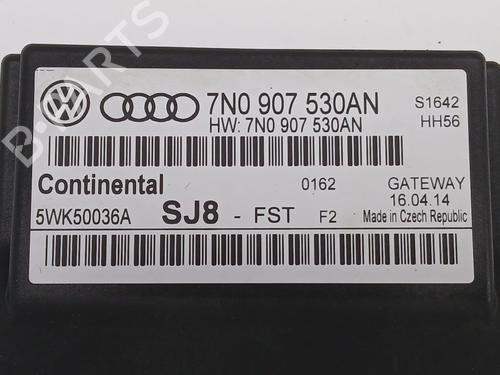 7N0 907 530AN
S1642
HW: 7N0 907 530AN
HH56
Continental
0162
GATEWAY
16.04.14
5WK50036A
SJ8 - FST
F2
Made in Czech Republic
B-PARTS